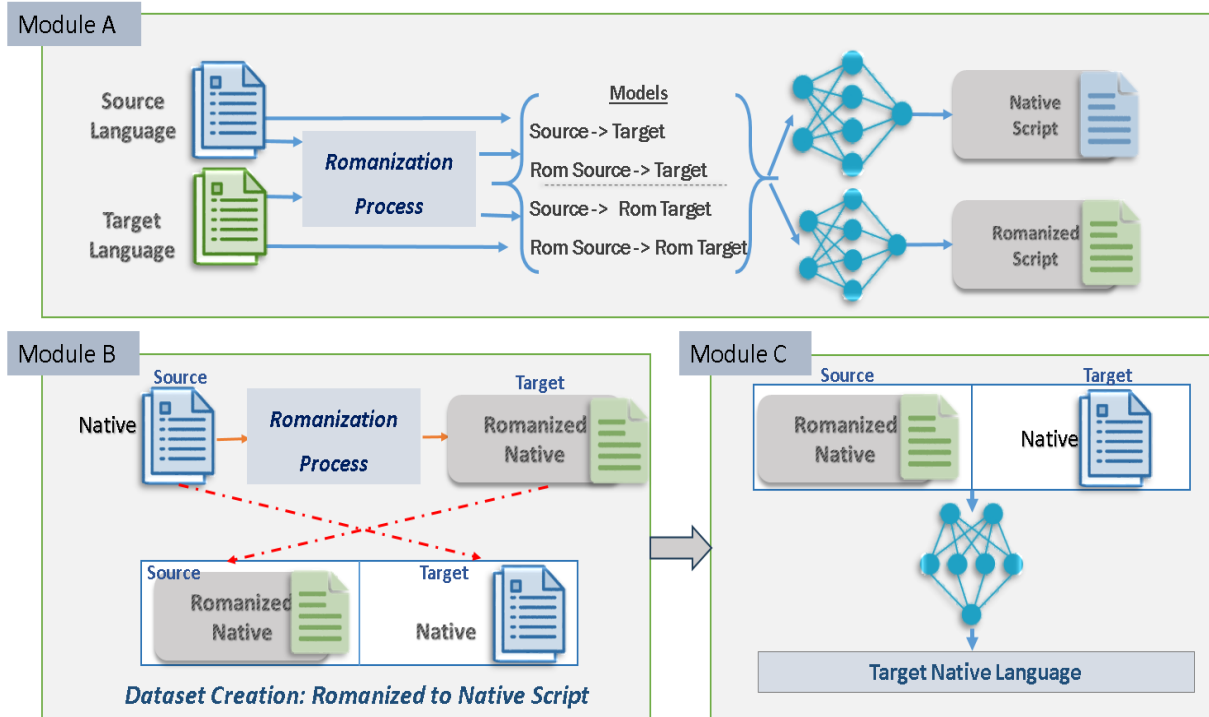 Module A
Source
Language
Target
Language
Romanization
Process
Models
Source -> Target
Rom Source -> Target
Source -> Rom Target
Rom Source -> Rom Target
Native
Script
Romanized
Script
Module B
Source
Native
Romanization
Process
Target
Romanized
Native
Source
Romanized
Native
Target
Native
Dataset Creation: Romanized to Native Script
Module C
Source
Target
Romanized
Native
Native
Target Native Language